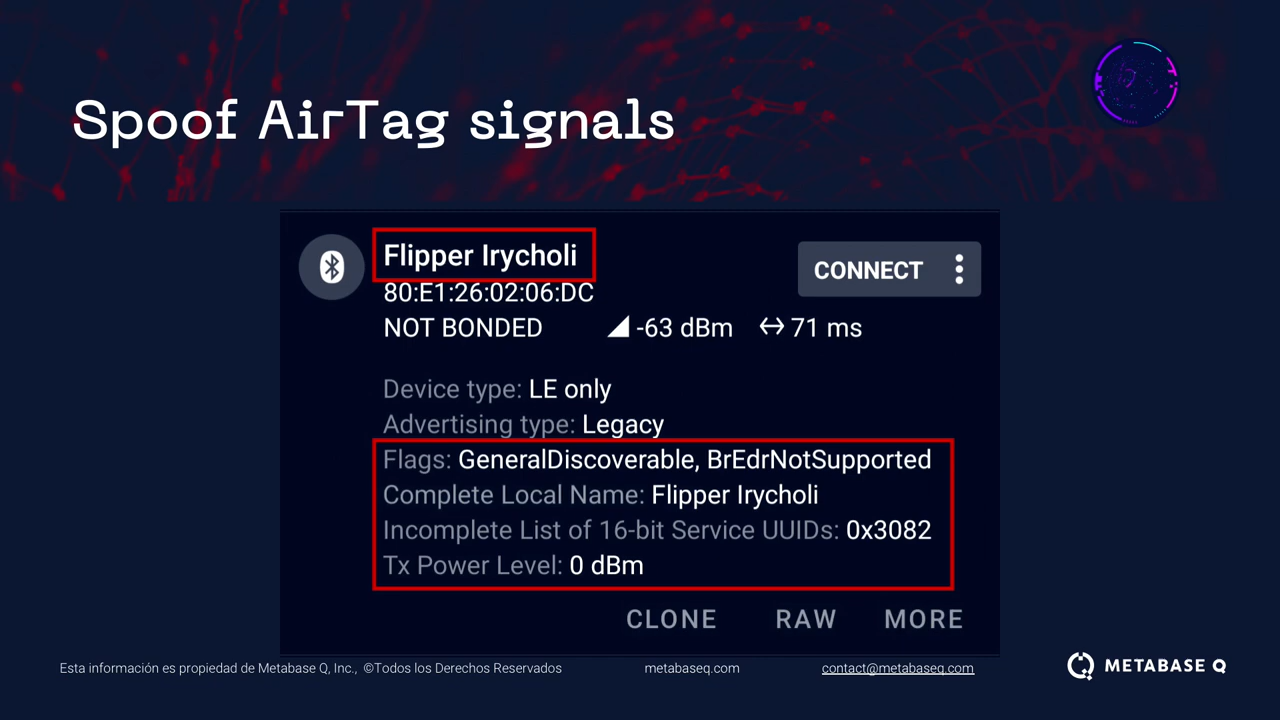 Spoof AirTag signals
Flipper Irycholi
CONNECT
80:E1:26:02:06:DC
NOT BONDED -63 dBm 71 ms
Device type: LE only
Advertising type: Legacy
Flags: GeneralDiscoverable, BrEdrNotSupported
Complete Local Name: Flipper Irycholi
Incomplete List of 16-bit Service UUIDs: 0x3082
Tx Power Level: 0 dBm
CLONE RAW MORE
Esta información es propiedad de Metabase Q, Inc., ©Todos los Derechos Reservados metabaseq.com contact@metabaseq.com METABASE Q